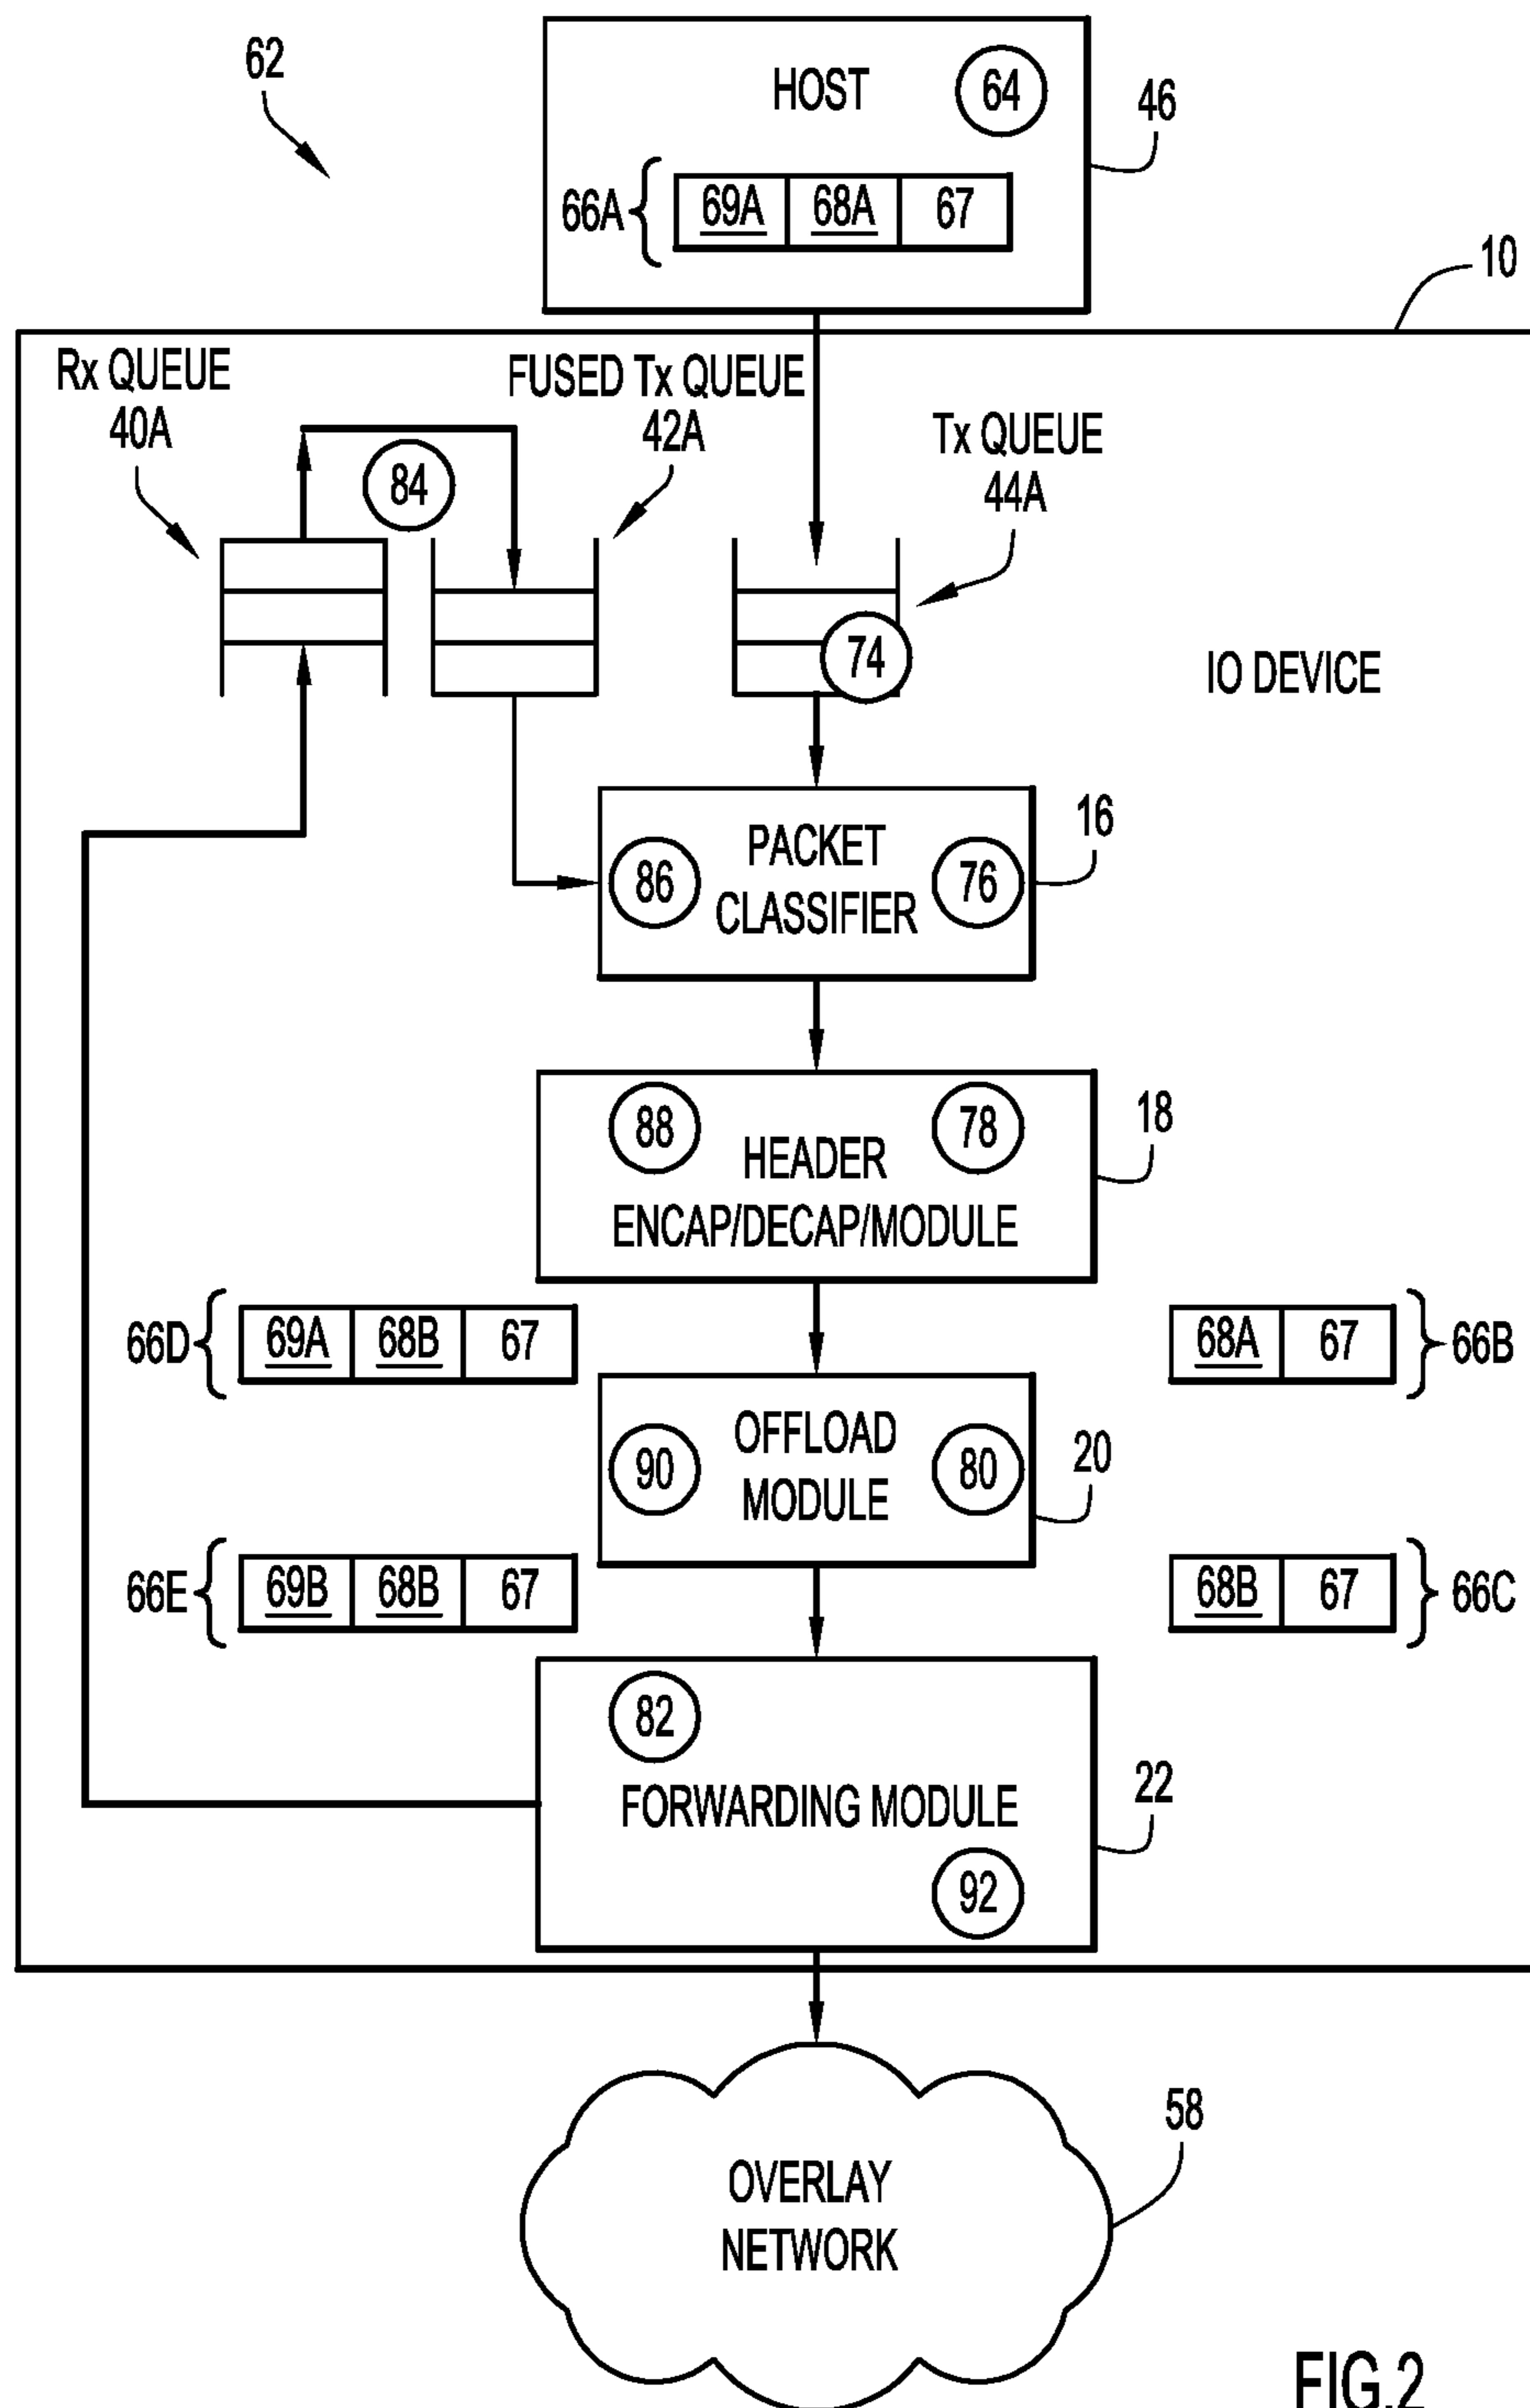 62
HOST
64
46
66A
69A 68A 67
10
Rx QUEUE
40A
FUSED Tx QUEUE
42A
Tx QUEUE
44A
84
74
IO DEVICE
16
PACKET
CLASSIFIER
86
76
88
78
18
HEADER
ENCAP/DECAP/MODULE
66D
69A 68B 67
68A 67
66B
OFFLOAD
MODULE
90
80
20
66E
69B 68B 67
68B 67
66C
82
FORWARDING MODULE
22
92
58
OVERLAY
NETWORK
FIG.2